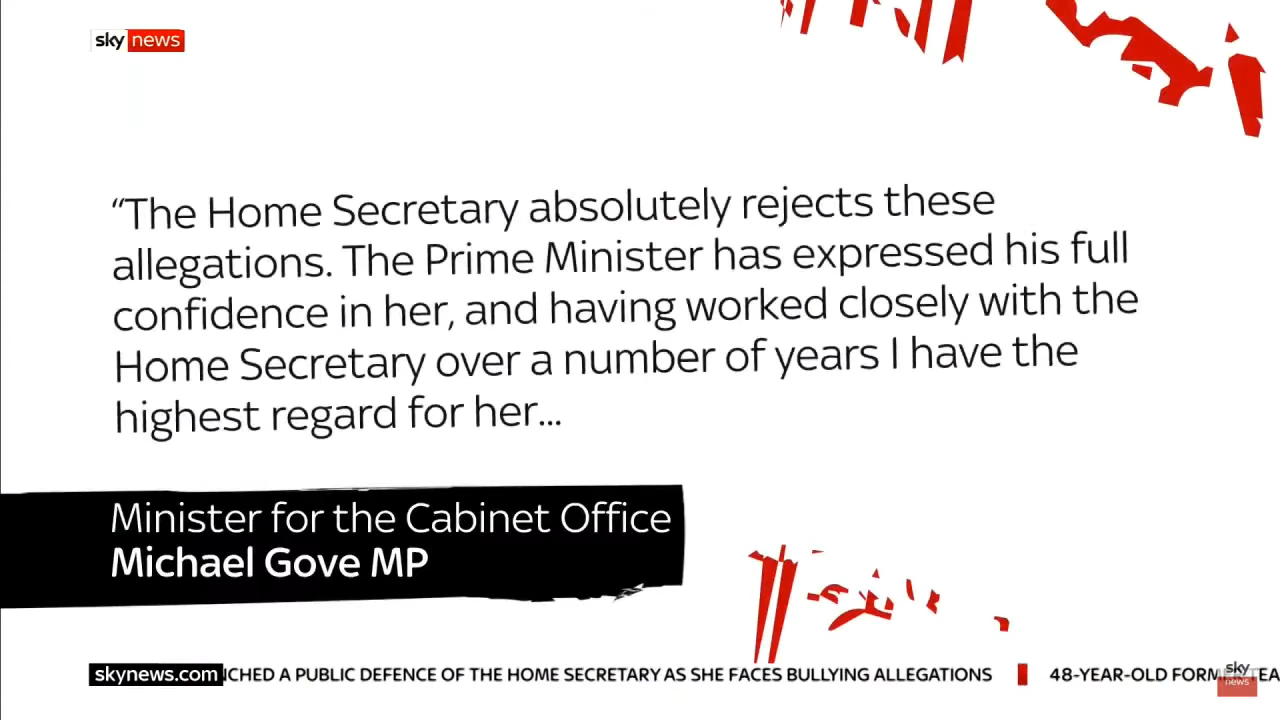 sky news
“The Home Secretary absolutely rejects these
allegations. The Prime Minister has expressed his full
confidence in her, and having worked closely with the
Home Secretary over a number of years I have the
highest regard for her...
Minister for the Cabinet Office
Michael Gove MP
skynews.com NCHED A PUBLIC DEFENCE OF THE HOME SECRETARY AS SHE FACES BULLYING ALLEGATIONS 48-YEAR-OLD
sky news